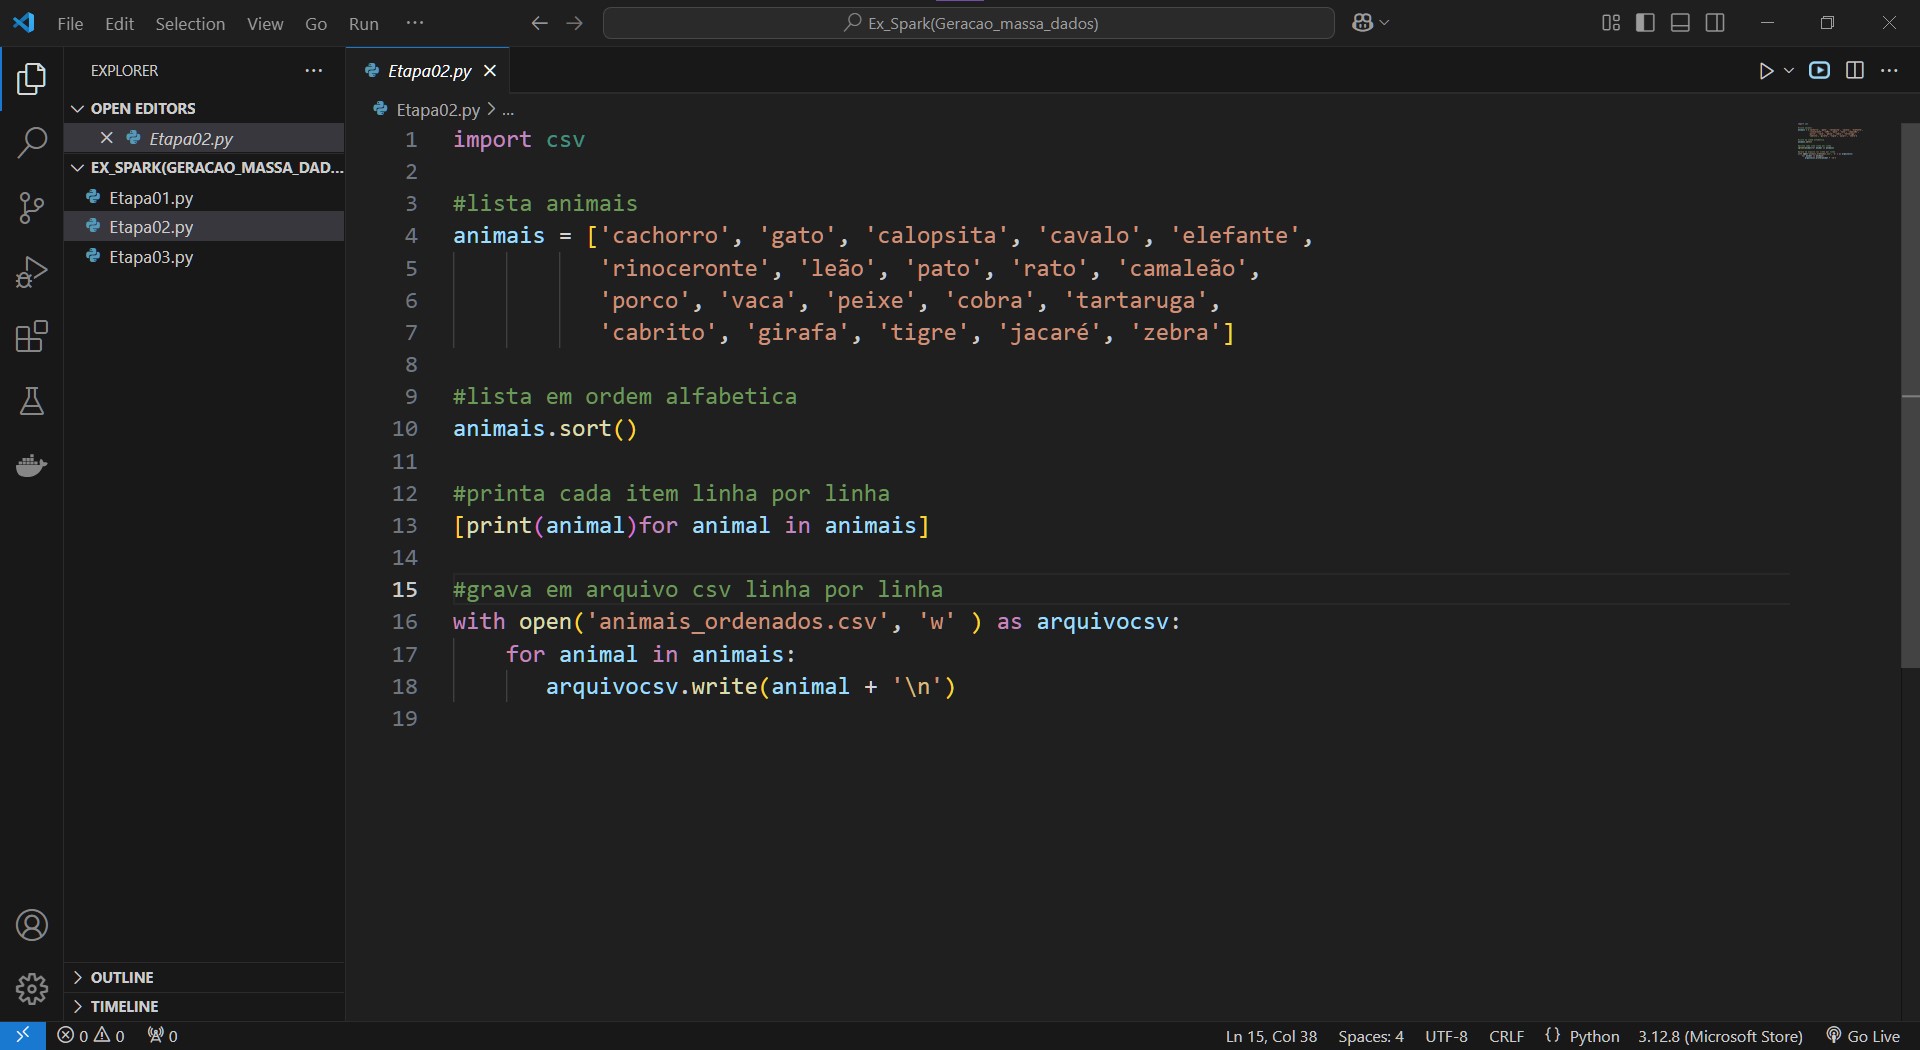 File Edit Selection View Go Run ···
Ex_Spark(Geracao_massa_dados)
EXPLORER ···
OPEN EDITORS
Etapa02.py
EX_SPARK(GERACAO_MASSA_DAD...
Etapa01.py
Etapa02.py
Etapa03.py
OUTLINE
TIMELINE
Etapa02.py
Etapa02.py > ...
1 import csv
2
3 #lista animais
4 animais = ['cachorro', 'gato', 'calopsita', 'cavalo', 'elefante',
5 'rinoceronte', 'leão', 'pato', 'rato', 'camaleão',
6 'porco', 'vaca', 'peixe', 'cobra', 'tartaruga',
7 'cabrito', 'girafa', 'tigre', 'jacaré', 'zebra']
8
9 #lista em ordem alfabetica
10 animais.sort()
11
12 #printa cada item linha por linha
13 [print(animal)for animal in animais]
14
15 #grava em arquivo csv linha por linha
16 with open('animais_ordenados.csv', 'w' ) as arquivocsv:
17 for animal in animais:
18 arquivocsv.write(animal + '\n')
19
0 0 0
Ln 15, Col 38 Spaces: 4 UTF-8 CRLF {} Python 3.12.8 (Microsoft Store) Go Live